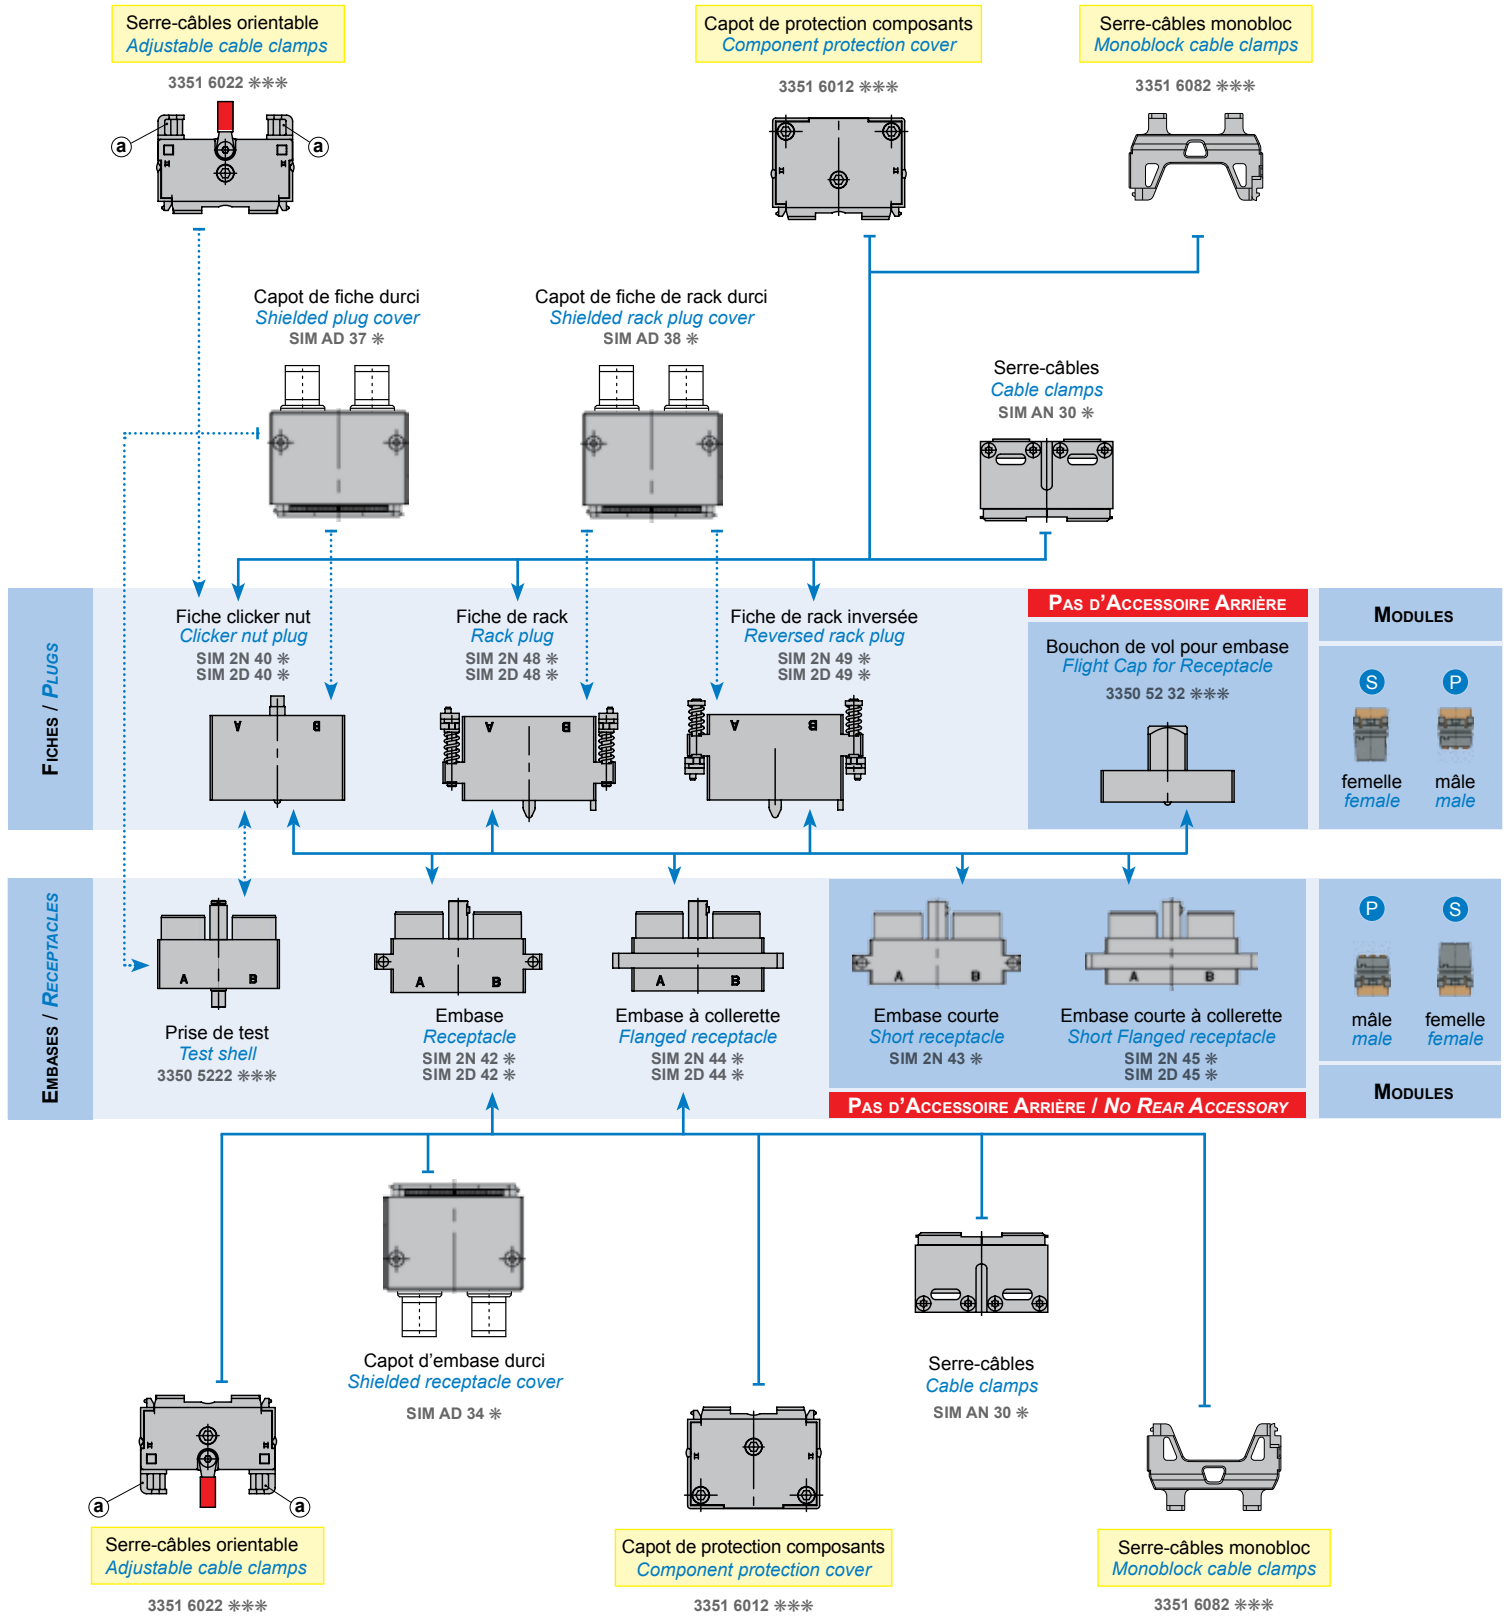 Serre-câbles orientable
Adjustable cable clamps
3351 6022 ✳✳✳
a
a
Capot de protection composants
Component protection cover
3351 6012 ✳✳✳
Serre-câbles monobloc
Monoblock cable clamps
3351 6082 ✳✳✳
Capot de fiche durci
Shielded plug cover
SIM AD 37 ✳
Capot de fiche de rack durci
Shielded rack plug cover
SIM AD 38 ✳
Serre-câbles
Cable clamps
SIM AN 30 ✳
FICHES / PLUGS
Fiche clicker nut
Clicker nut plug
SIM 2N 40 ✳
SIM 2D 40 ✳
A B
Fiche de rack
Rack plug
SIM 2N 48 ✳
SIM 2D 48 ✳
A B
Fiche de rack inversée
Reversed rack plug
SIM 2N 49 ✳
SIM 2D 49 ✳
A B
PAS D'ACCESSOIRE ARRIÈRE
Bouchon de vol pour embase
Flight Cap for Receptacle
3350 52 32 ✳✳✳
MODULES
S P
femelle mâle
female male
EMBASES / RECEPTACLES
A B
Prise de test
Test shell
3350 5222 ✳✳✳
A B
Embase
Receptacle
SIM 2N 42 ✳
SIM 2D 42 ✳
A B
Embase à collerette
Flanged receptacle
SIM 2N 44 ✳
SIM 2D 44 ✳
A B
Embase courte
Short receptacle
SIM 2N 43 ✳
A B
Embase courte à collerette
Short Flanged receptacle
SIM 2N 45 ✳
SIM 2D 45 ✳
PAS D'ACCESSOIRE ARRIÈRE / NO REAR ACCESSORY
P S
mâle femelle
male female
MODULES
Capot d'embase durci
Shielded receptacle cover
SIM AD 34 ✳
Serre-câbles
Cable clamps
SIM AN 30 ✳
a
a
Serre-câbles orientable
Adjustable cable clamps
3351 6022 ✳✳✳
Capot de protection composants
Component protection cover
3351 6012 ✳✳✳
Serre-câbles monobloc
Monoblock cable clamps
3351 6082 ✳✳✳